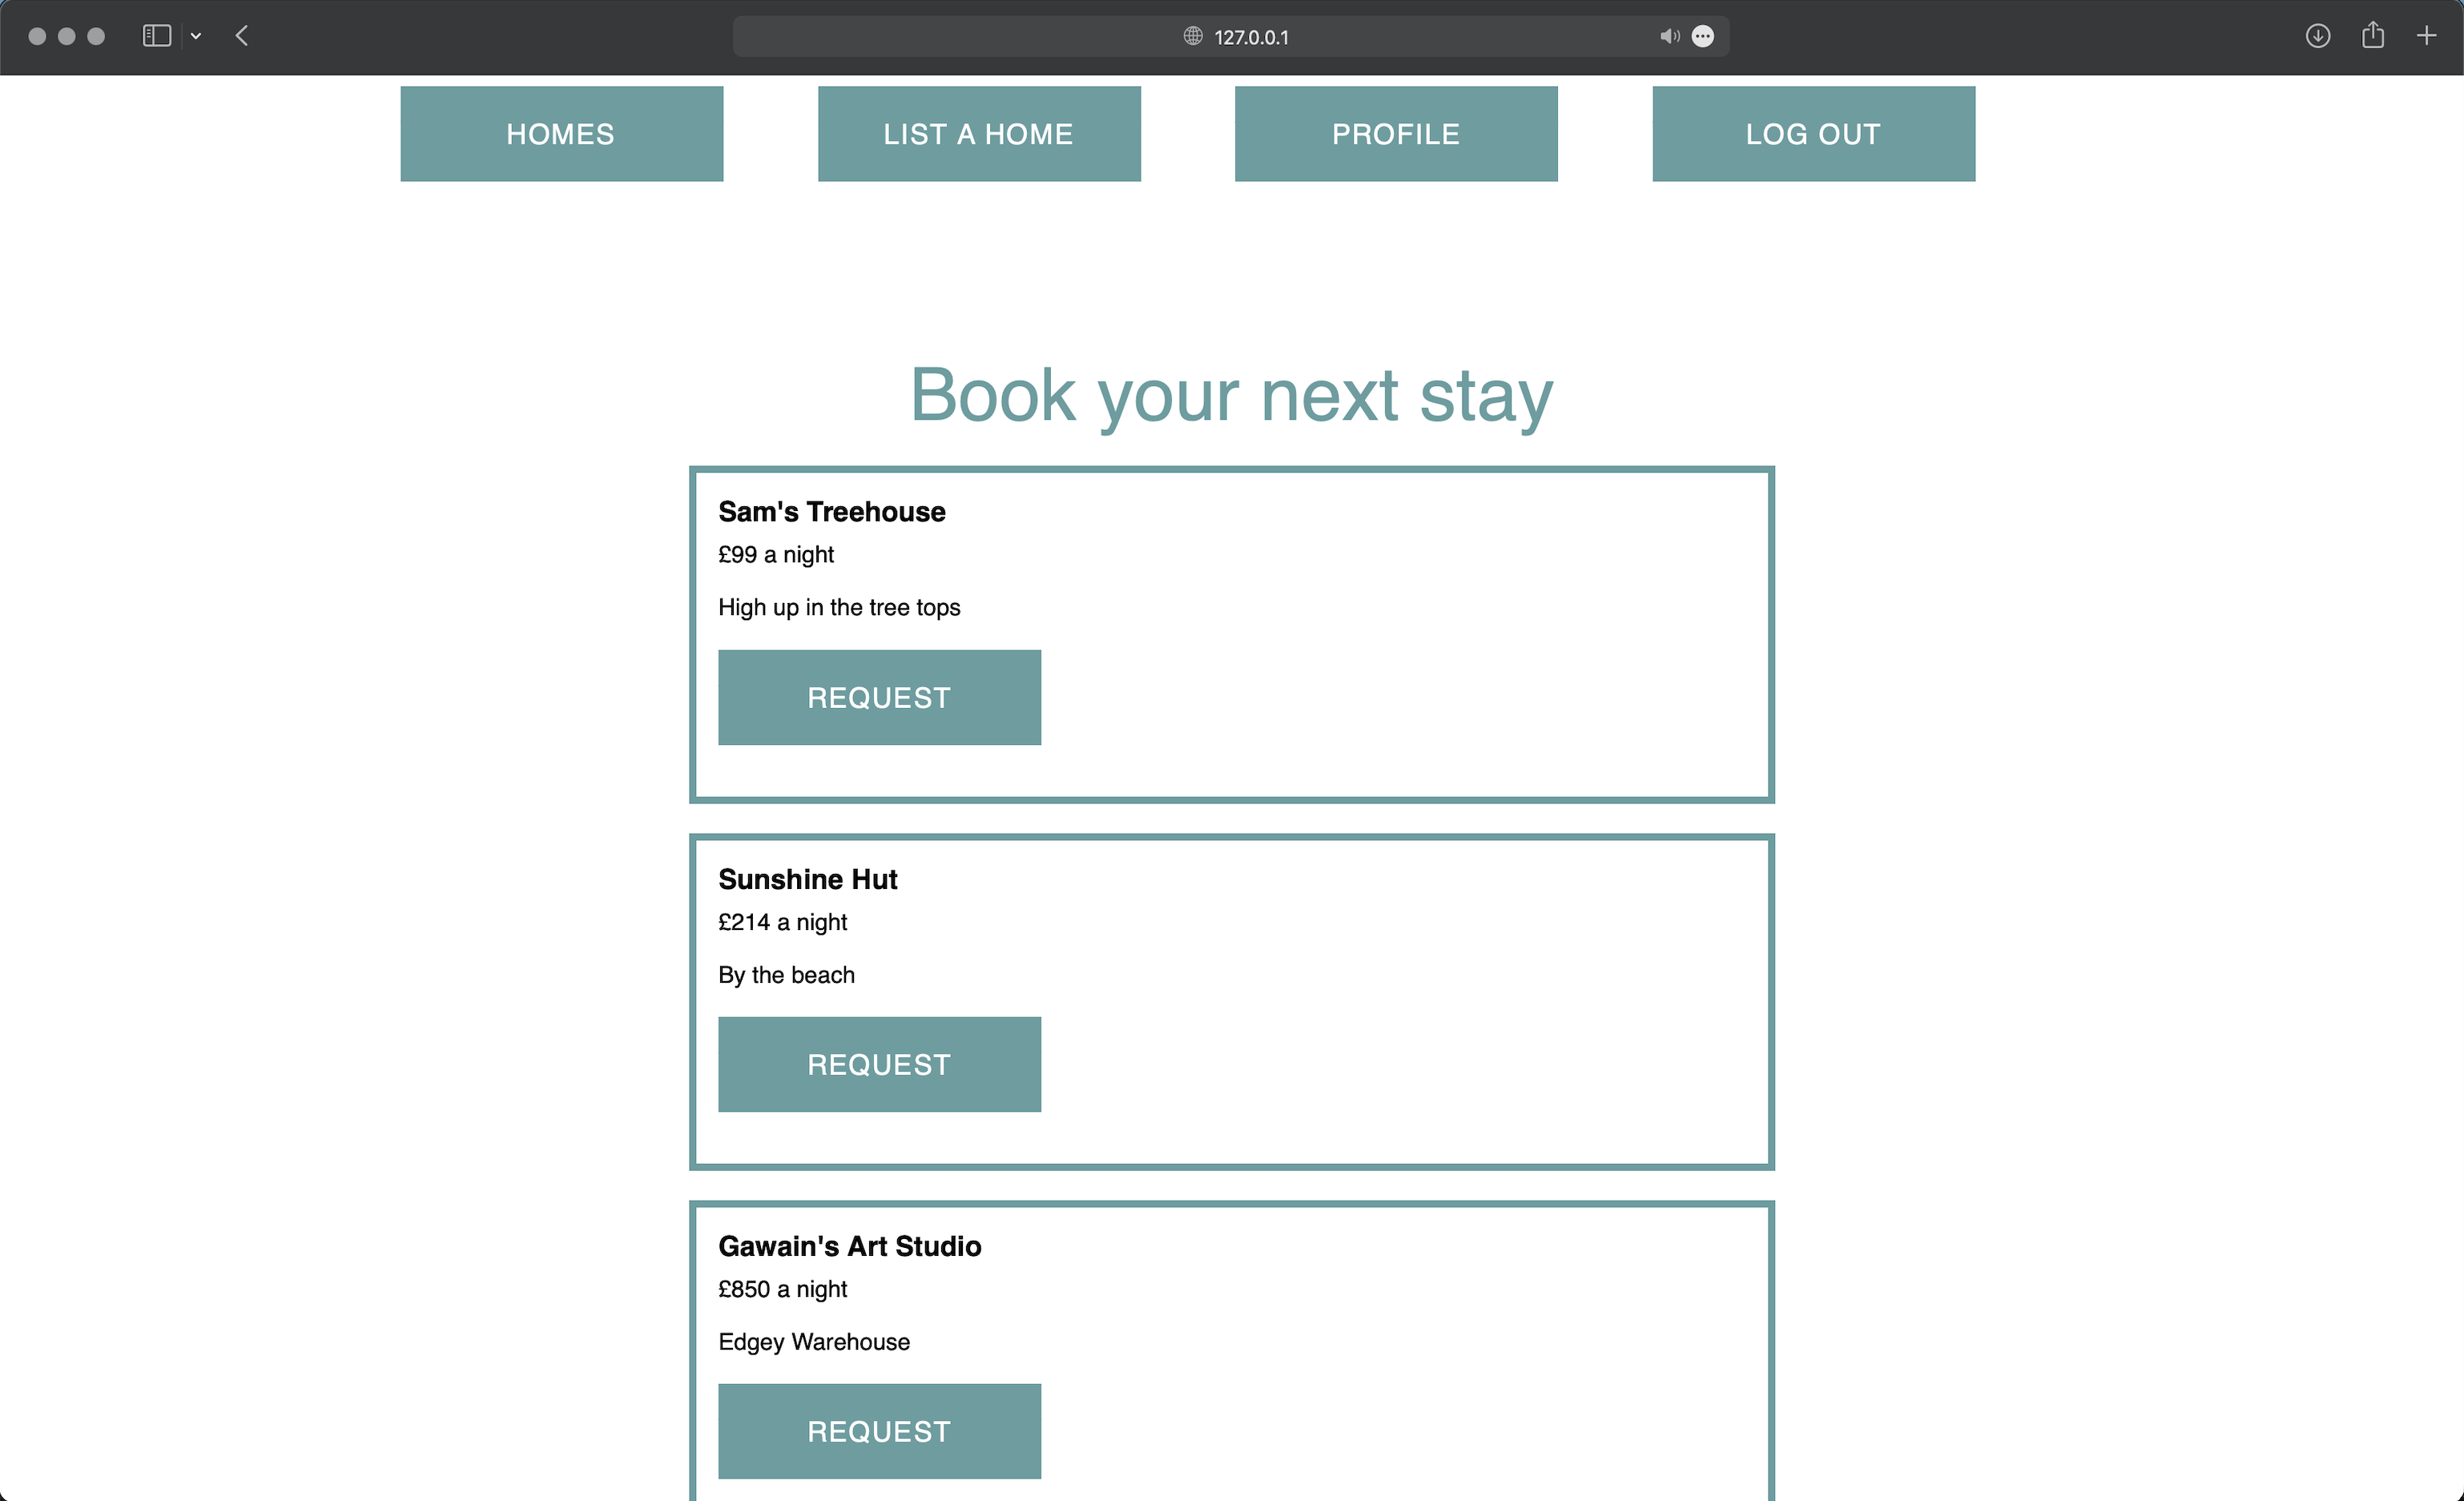 127.0.0.1
HOMES LIST A HOME PROFILE LOG OUT
Book your next stay
Sam's Treehouse
£99 a night
High up in the tree tops
REQUEST
Sunshine Hut
£214 a night
By the beach
REQUEST
Gawain's Art Studio
£850 a night
Edgey Warehouse
REQUEST